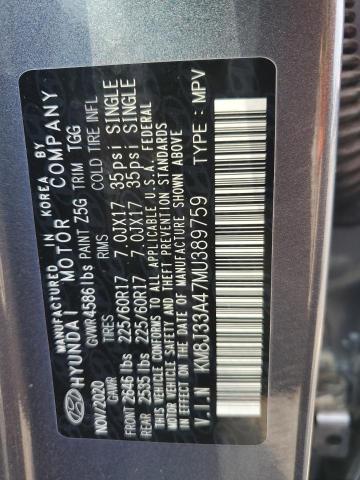 MANUFACTURED IN KOREA BY
HYUNDAI MOTOR COMPANY
NOV/2020 GVWR 4586 lbs PAINT Z5G TRIM TGG
GAWR TIRES RIMS COLD TIRE INFL
FRONT 2646 lbs 225/60R17 7.0JX17 35psi SINGLE
REAR 2535 lbs 225/60R17 7.0JX17 35psi SINGLE
THIS VEHICLE CONFORMS TO ALL APPLICABLE U.S.A. FEDERAL
MOTOR VEHICLE SAFETY, BUMPER, AND THEFT PREVENTION STANDARDS
IN EFFECT ON THE DATE OF MANUFACTURE SHOWN ABOVE.
V.I.N KM8J33A47MU389759 TYPE : MPV